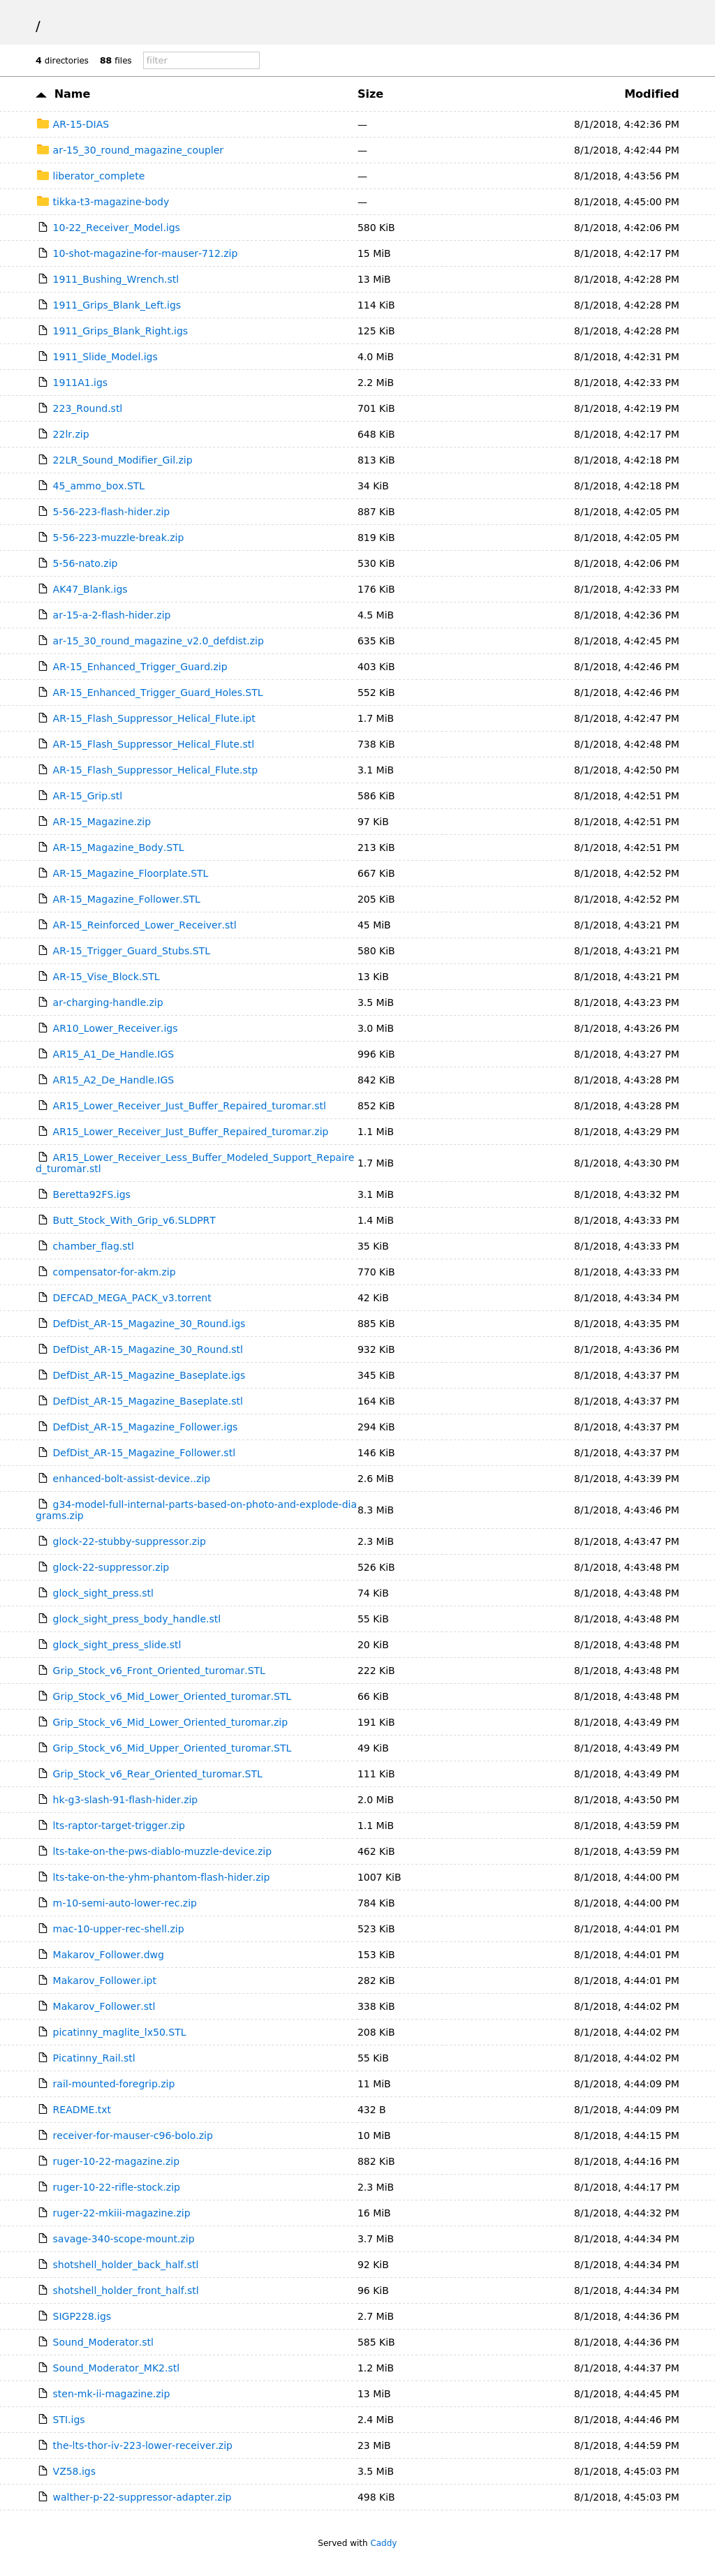 /
4 directories 88 files filter
Name Size Modified
AR-15-DIAS — 8/1/2018, 4:42:36 PM
ar-15_30_round_magazine_coupler — 8/1/2018, 4:42:44 PM
liberator_complete — 8/1/2018, 4:43:56 PM
tikka-t3-magazine-body — 8/1/2018, 4:45:00 PM
10-22_Receiver_Model.igs 580 KiB 8/1/2018, 4:42:06 PM
10-shot-magazine-for-mauser-712.zip 15 MiB 8/1/2018, 4:42:17 PM
1911_Bushing_Wrench.stl 13 MiB 8/1/2018, 4:42:28 PM
1911_Grips_Blank_Left.igs 114 KiB 8/1/2018, 4:42:28 PM
1911_Grips_Blank_Right.igs 125 KiB 8/1/2018, 4:42:28 PM
1911_Slide_Model.igs 4.0 MiB 8/1/2018, 4:42:31 PM
1911A1.igs 2.2 MiB 8/1/2018, 4:42:33 PM
223_Round.stl 701 KiB 8/1/2018, 4:42:19 PM
22lr.zip 648 KiB 8/1/2018, 4:42:17 PM
22LR_Sound_Modifier_Gil.zip 813 KiB 8/1/2018, 4:42:18 PM
45_ammo_box.STL 34 KiB 8/1/2018, 4:42:18 PM
5-56-223-flash-hider.zip 887 KiB 8/1/2018, 4:42:05 PM
5-56-223-muzzle-break.zip 819 KiB 8/1/2018, 4:42:05 PM
5-56-nato.zip 530 KiB 8/1/2018, 4:42:06 PM
AK47_Blank.igs 176 KiB 8/1/2018, 4:42:33 PM
ar-15-a-2-flash-hider.zip 4.5 MiB 8/1/2018, 4:42:36 PM
ar-15_30_round_magazine_v2.0_defdist.zip 635 KiB 8/1/2018, 4:42:45 PM
AR-15_Enhanced_Trigger_Guard.zip 403 KiB 8/1/2018, 4:42:46 PM
AR-15_Enhanced_Trigger_Guard_Holes.STL 552 KiB 8/1/2018, 4:42:46 PM
AR-15_Flash_Suppressor_Helical_Flute.ipt 1.7 MiB 8/1/2018, 4:42:47 PM
AR-15_Flash_Suppressor_Helical_Flute.stl 738 KiB 8/1/2018, 4:42:48 PM
AR-15_Flash_Suppressor_Helical_Flute.stp 3.1 MiB 8/1/2018, 4:42:50 PM
AR-15_Grip.stl 586 KiB 8/1/2018, 4:42:51 PM
AR-15_Magazine.zip 97 KiB 8/1/2018, 4:42:51 PM
AR-15_Magazine_Body.STL 213 KiB 8/1/2018, 4:42:51 PM
AR-15_Magazine_Floorplate.STL 667 KiB 8/1/2018, 4:42:52 PM
AR-15_Magazine_Follower.STL 205 KiB 8/1/2018, 4:42:52 PM
AR-15_Reinforced_Lower_Receiver.stl 45 MiB 8/1/2018, 4:43:21 PM
AR-15_Trigger_Guard_Stubs.STL 580 KiB 8/1/2018, 4:43:21 PM
AR-15_Vise_Block.STL 13 KiB 8/1/2018, 4:43:21 PM
ar-charging-handle.zip 3.5 MiB 8/1/2018, 4:43:23 PM
AR10_Lower_Receiver.igs 3.0 MiB 8/1/2018, 4:43:26 PM
AR15_A1_De_Handle.IGS 996 KiB 8/1/2018, 4:43:27 PM
AR15_A2_De_Handle.IGS 842 KiB 8/1/2018, 4:43:28 PM
AR15_Lower_Receiver_Just_Buffer_Repaired_turomar.stl 852 KiB 8/1/2018, 4:43:28 PM
AR15_Lower_Receiver_Just_Buffer_Repaired_turomar.zip 1.1 MiB 8/1/2018, 4:43:29 PM
AR15_Lower_Receiver_Less_Buffer_Modeled_Support_Repaire
d_turomar.stl 1.7 MiB 8/1/2018, 4:43:30 PM
Beretta92FS.igs 3.1 MiB 8/1/2018, 4:43:32 PM
Butt_Stock_With_Grip_v6.SLDPRT 1.4 MiB 8/1/2018, 4:43:33 PM
chamber_flag.stl 35 KiB 8/1/2018, 4:43:33 PM
compensator-for-akm.zip 770 KiB 8/1/2018, 4:43:33 PM
DEFCAD_MEGA_PACK_v3.torrent 42 KiB 8/1/2018, 4:43:34 PM
DefDist_AR-15_Magazine_30_Round.igs 885 KiB 8/1/2018, 4:43:35 PM
DefDist_AR-15_Magazine_30_Round.stl 932 KiB 8/1/2018, 4:43:36 PM
DefDist_AR-15_Magazine_Baseplate.igs 345 KiB 8/1/2018, 4:43:37 PM
DefDist_AR-15_Magazine_Baseplate.stl 164 KiB 8/1/2018, 4:43:37 PM
DefDist_AR-15_Magazine_Follower.igs 294 KiB 8/1/2018, 4:43:37 PM
DefDist_AR-15_Magazine_Follower.stl 146 KiB 8/1/2018, 4:43:37 PM
enhanced-bolt-assist-device..zip 2.6 MiB 8/1/2018, 4:43:39 PM
g34-model-full-internal-parts-based-on-photo-and-explode-dia
grams.zip 8.3 MiB 8/1/2018, 4:43:46 PM
glock-22-stubby-suppressor.zip 2.3 MiB 8/1/2018, 4:43:47 PM
glock-22-suppressor.zip 526 KiB 8/1/2018, 4:43:48 PM
glock_sight_press.stl 74 KiB 8/1/2018, 4:43:48 PM
glock_sight_press_body_handle.stl 55 KiB 8/1/2018, 4:43:48 PM
glock_sight_press_slide.stl 20 KiB 8/1/2018, 4:43:48 PM
Grip_Stock_v6_Front_Oriented_turomar.STL 222 KiB 8/1/2018, 4:43:48 PM
Grip_Stock_v6_Mid_Lower_Oriented_turomar.STL 66 KiB 8/1/2018, 4:43:48 PM
Grip_Stock_v6_Mid_Lower_Oriented_turomar.zip 191 KiB 8/1/2018, 4:43:49 PM
Grip_Stock_v6_Mid_Upper_Oriented_turomar.STL 49 KiB 8/1/2018, 4:43:49 PM
Grip_Stock_v6_Rear_Oriented_turomar.STL 111 KiB 8/1/2018, 4:43:49 PM
hk-g3-slash-91-flash-hider.zip 2.0 MiB 8/1/2018, 4:43:50 PM
lts-raptor-target-trigger.zip 1.1 MiB 8/1/2018, 4:43:59 PM
lts-take-on-the-pws-diablo-muzzle-device.zip 462 KiB 8/1/2018, 4:43:59 PM
lts-take-on-the-yhm-phantom-flash-hider.zip 1007 KiB 8/1/2018, 4:44:00 PM
m-10-semi-auto-lower-rec.zip 784 KiB 8/1/2018, 4:44:00 PM
mac-10-upper-rec-shell.zip 523 KiB 8/1/2018, 4:44:01 PM
Makarov_Follower.dwg 153 KiB 8/1/2018, 4:44:01 PM
Makarov_Follower.ipt 282 KiB 8/1/2018, 4:44:01 PM
Makarov_Follower.stl 338 KiB 8/1/2018, 4:44:02 PM
picatinny_maglite_lx50.STL 208 KiB 8/1/2018, 4:44:02 PM
Picatinny_Rail.stl 55 KiB 8/1/2018, 4:44:02 PM
rail-mounted-foregrip.zip 11 MiB 8/1/2018, 4:44:09 PM
README.txt 432 B 8/1/2018, 4:44:09 PM
receiver-for-mauser-c96-bolo.zip 10 MiB 8/1/2018, 4:44:15 PM
ruger-10-22-magazine.zip 882 KiB 8/1/2018, 4:44:16 PM
ruger-10-22-rifle-stock.zip 2.3 MiB 8/1/2018, 4:44:17 PM
ruger-22-mkiii-magazine.zip 16 MiB 8/1/2018, 4:44:32 PM
savage-340-scope-mount.zip 3.7 MiB 8/1/2018, 4:44:34 PM
shotshell_holder_back_half.stl 92 KiB 8/1/2018, 4:44:34 PM
shotshell_holder_front_half.stl 96 KiB 8/1/2018, 4:44:34 PM
SIGP228.igs 2.7 MiB 8/1/2018, 4:44:36 PM
Sound_Moderator.stl 585 KiB 8/1/2018, 4:44:36 PM
Sound_Moderator_MK2.stl 1.2 MiB 8/1/2018, 4:44:37 PM
sten-mk-ii-magazine.zip 13 MiB 8/1/2018, 4:44:45 PM
STI.igs 2.4 MiB 8/1/2018, 4:44:46 PM
the-lts-thor-iv-223-lower-receiver.zip 23 MiB 8/1/2018, 4:44:59 PM
VZ58.igs 3.5 MiB 8/1/2018, 4:45:03 PM
walther-p-22-suppressor-adapter.zip 498 KiB 8/1/2018, 4:45:03 PM
Served with Caddy